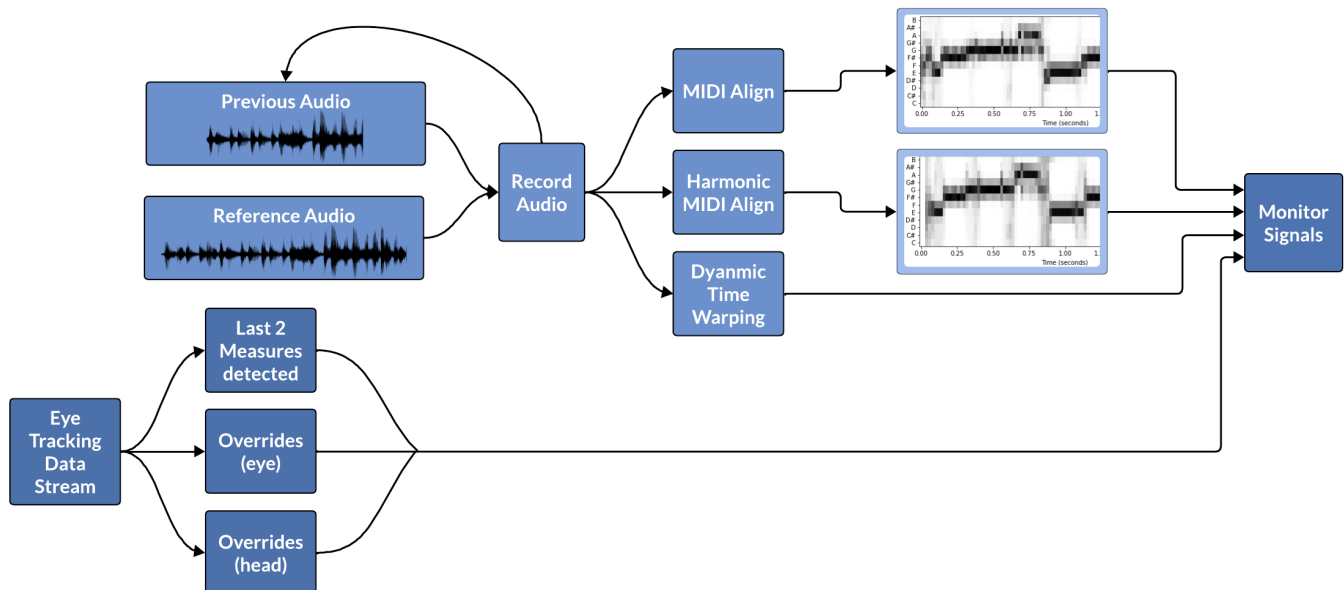 Previous Audio
Reference Audio
Record
Audio
MIDI Align
Harmonic
MIDI Align
Dyanmic
Time
Warping
B
A#
A
G#
G
F#
F
E
D#
D
C#
C
0.00 0.25 0.50 0.75 1.00 1.
Time (seconds)
B
A#
A
G#
G
F#
F
E
D#
D
C#
C
0.00 0.25 0.50 0.75 1.00 1.
Time (seconds)
Monitor
Signals
Eye
Tracking
Data
Stream
Last 2
Measures
detected
Overrides
(eye)
Overrides
(head)